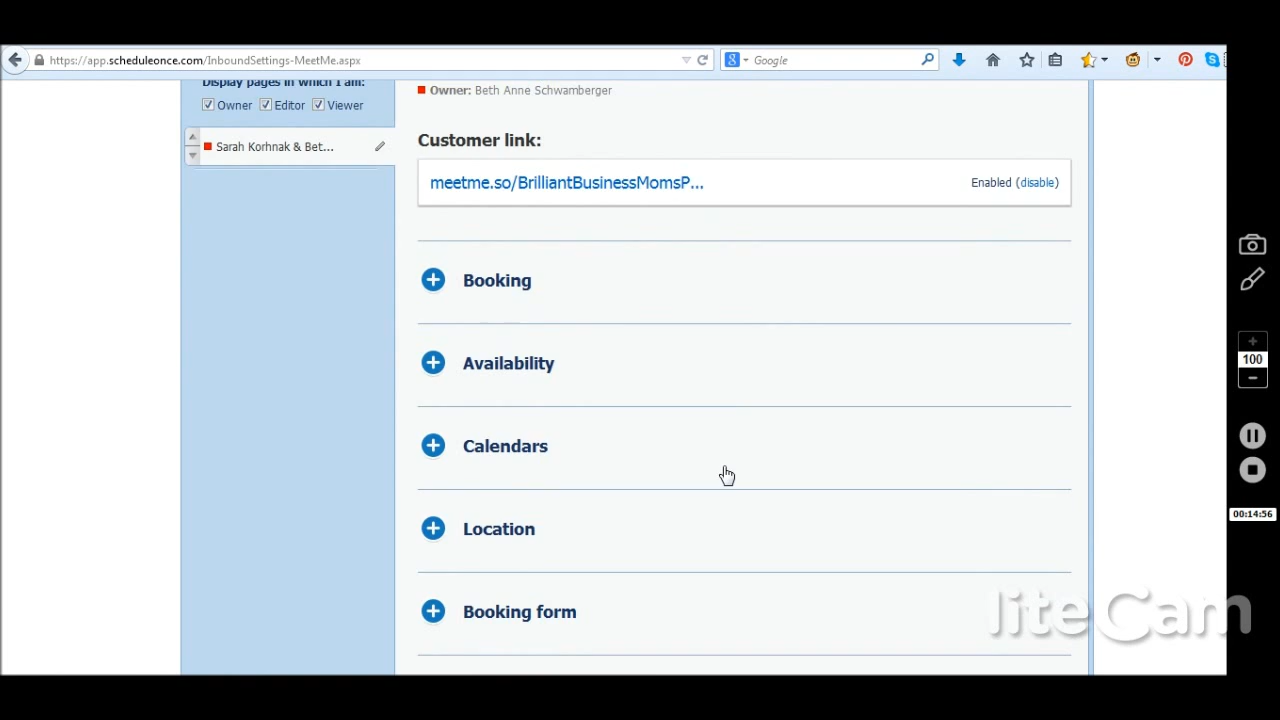 https://app.scheduleonce.com/InboundSettings-MeetMe.aspx
Google
Display pages in which I am:
Owner Editor Viewer
Sarah Korhnak & Bet...
Owner: Beth Anne Schwamberger
Customer link:
meetme.so/BrilliantBusinessMomsP...
Enabled (disable)
Booking
Availability
Calendars
Location
Booking form
100
00:14:56
liteCam